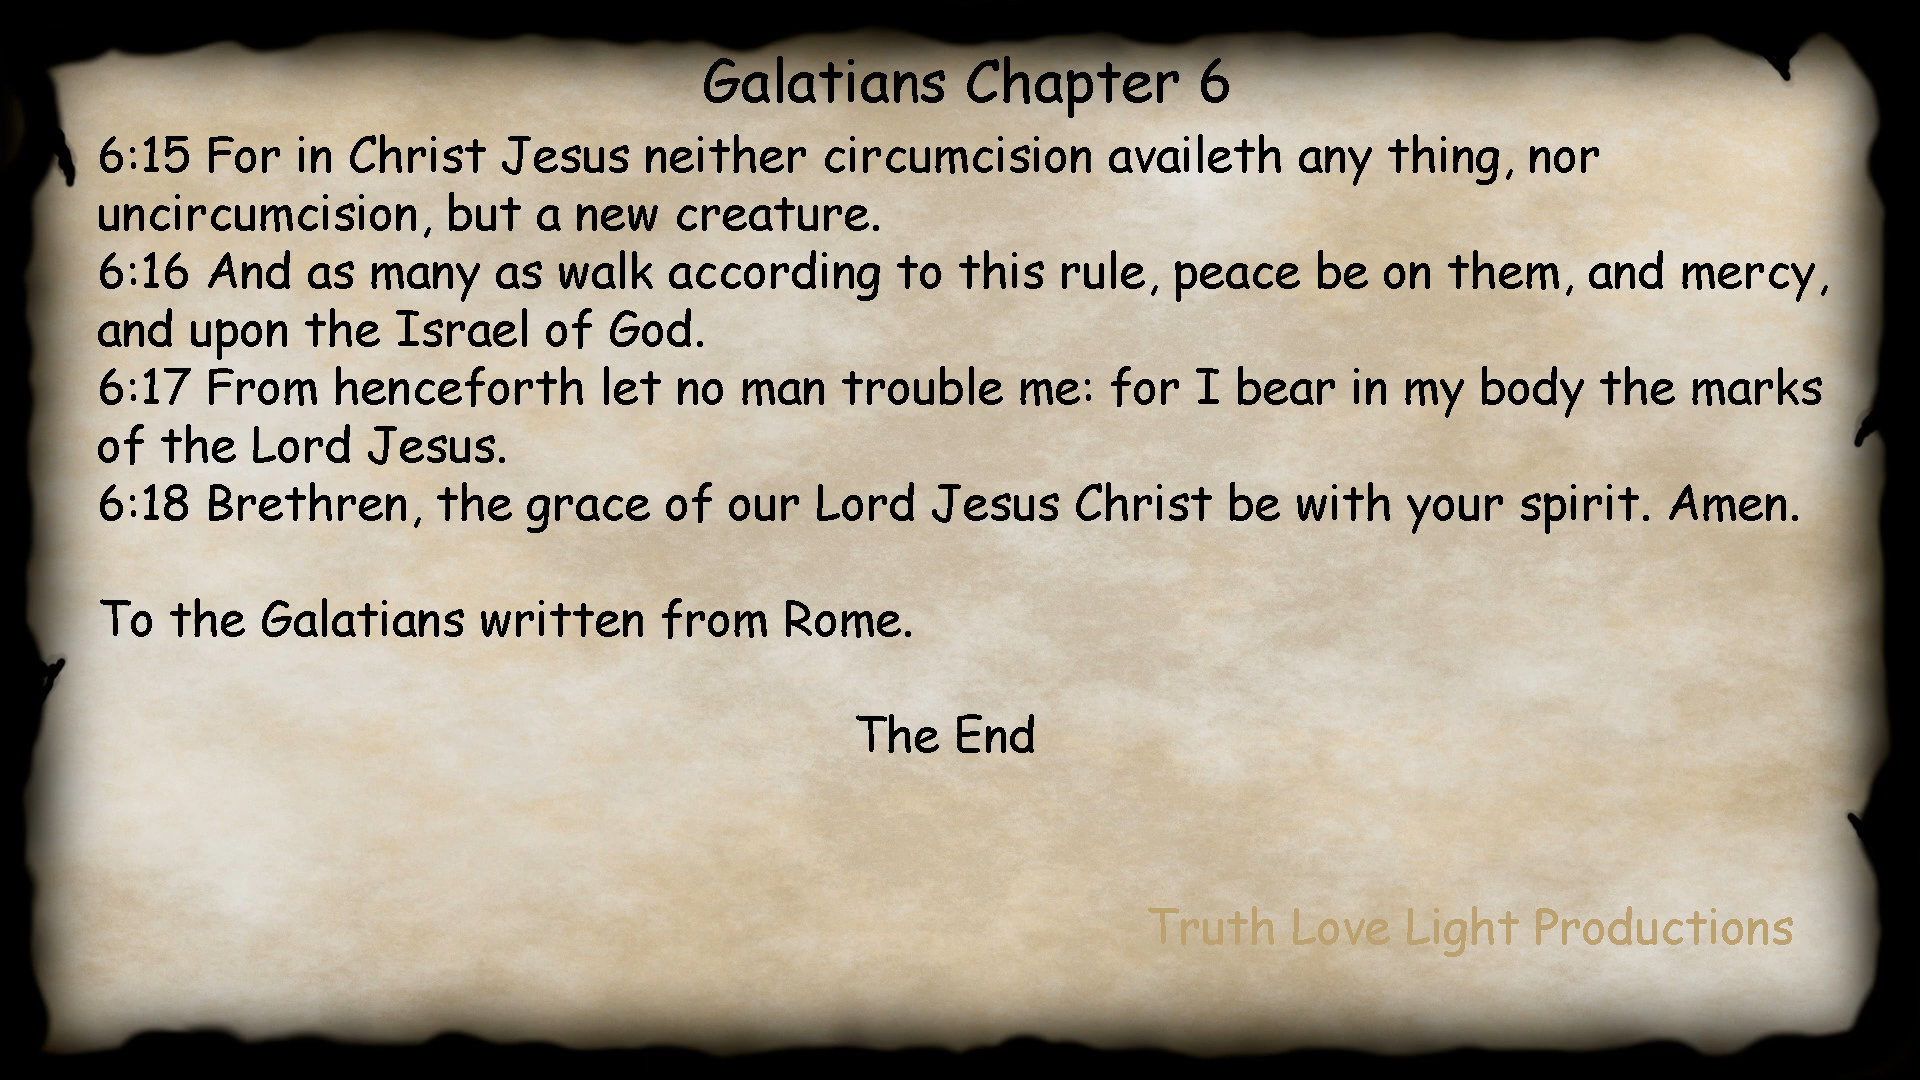 Galatians Chapter 6
6:15 For in Christ Jesus neither circumcision availeth any thing, nor
uncircumcision, but a new creature.
6:16 And as many as walk according to this rule, peace be on them, and mercy,
and upon the Israel of God.
6:17 From henceforth let no man trouble me: for I bear in my body the marks
of the Lord Jesus.
6:18 Brethren, the grace of our Lord Jesus Christ be with your spirit. Amen.
To the Galatians written from Rome.
The End
Truth Love Light Productions